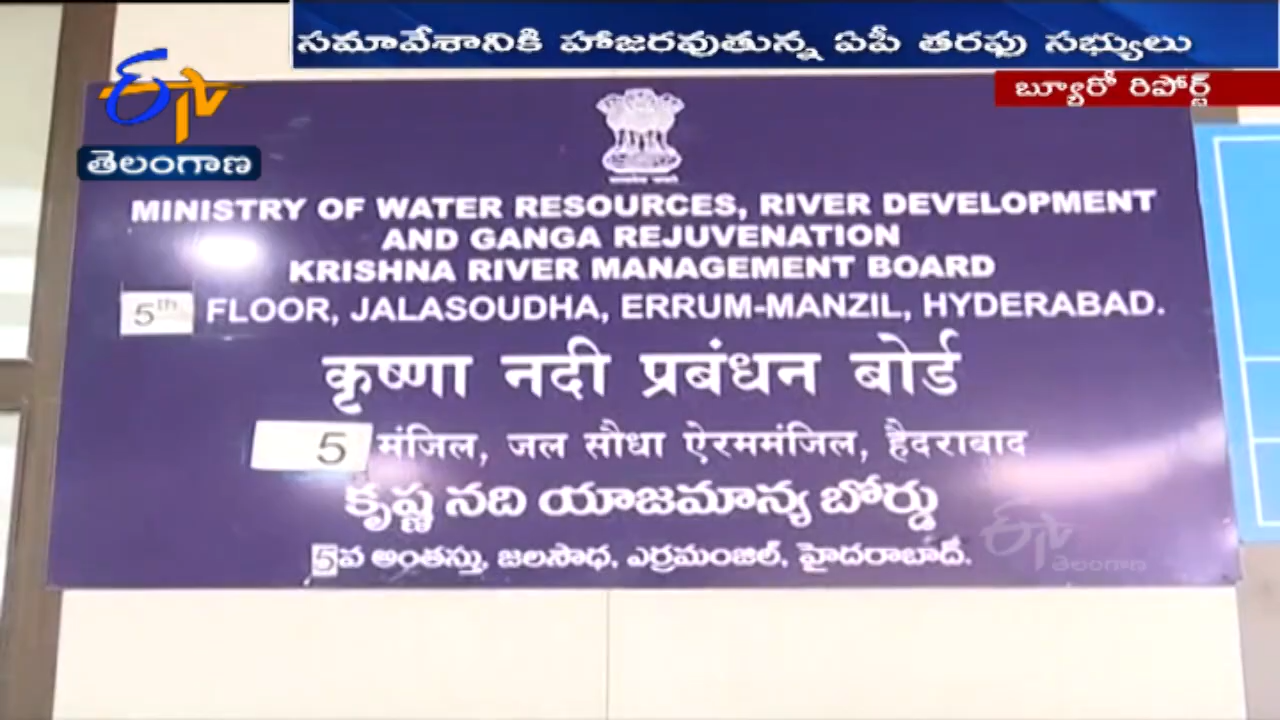 సమావేశానికి హాజరవుతున్న ఏపీ తరఫు సభ్యులు
బ్యూరో రిపోర్ట్
ETV
తెలంగాణ
MINISTRY OF WATER RESOURCES, RIVER DEVELOPMENT
AND GANGA REJUVENATION
KRISHNA RIVER MANAGEMENT BOARD
5th FLOOR, JALASOUDHA, ERRUM-MANZIL, HYDERABAD.
कृष्णा नदी प्रबंधन बोर्ड
5 मंजिल, जल सौधा ऐरममंजिल, हैदराबाद
కృష్ణ నది యాజమాన్య బోర్డు
5వ అంతస్తు, జలసౌధ, ఎర్రమంజిల్, హైదరాబాద్.
ETV
తెలంగాణ